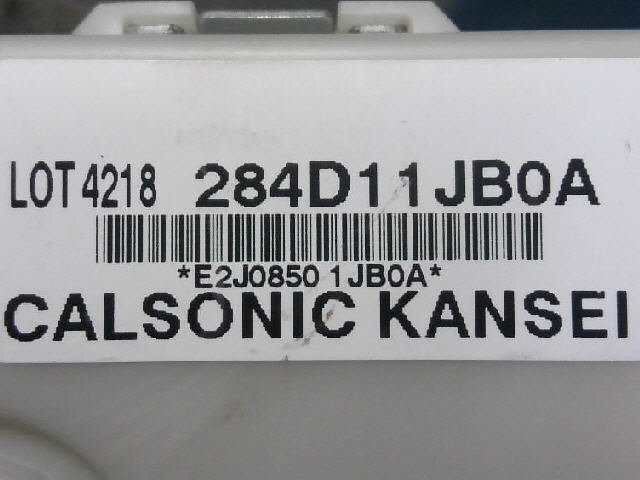 LOT 4218 284D11JB0A
*E2J0850 1JB0A*
CALSONIC KANSEI